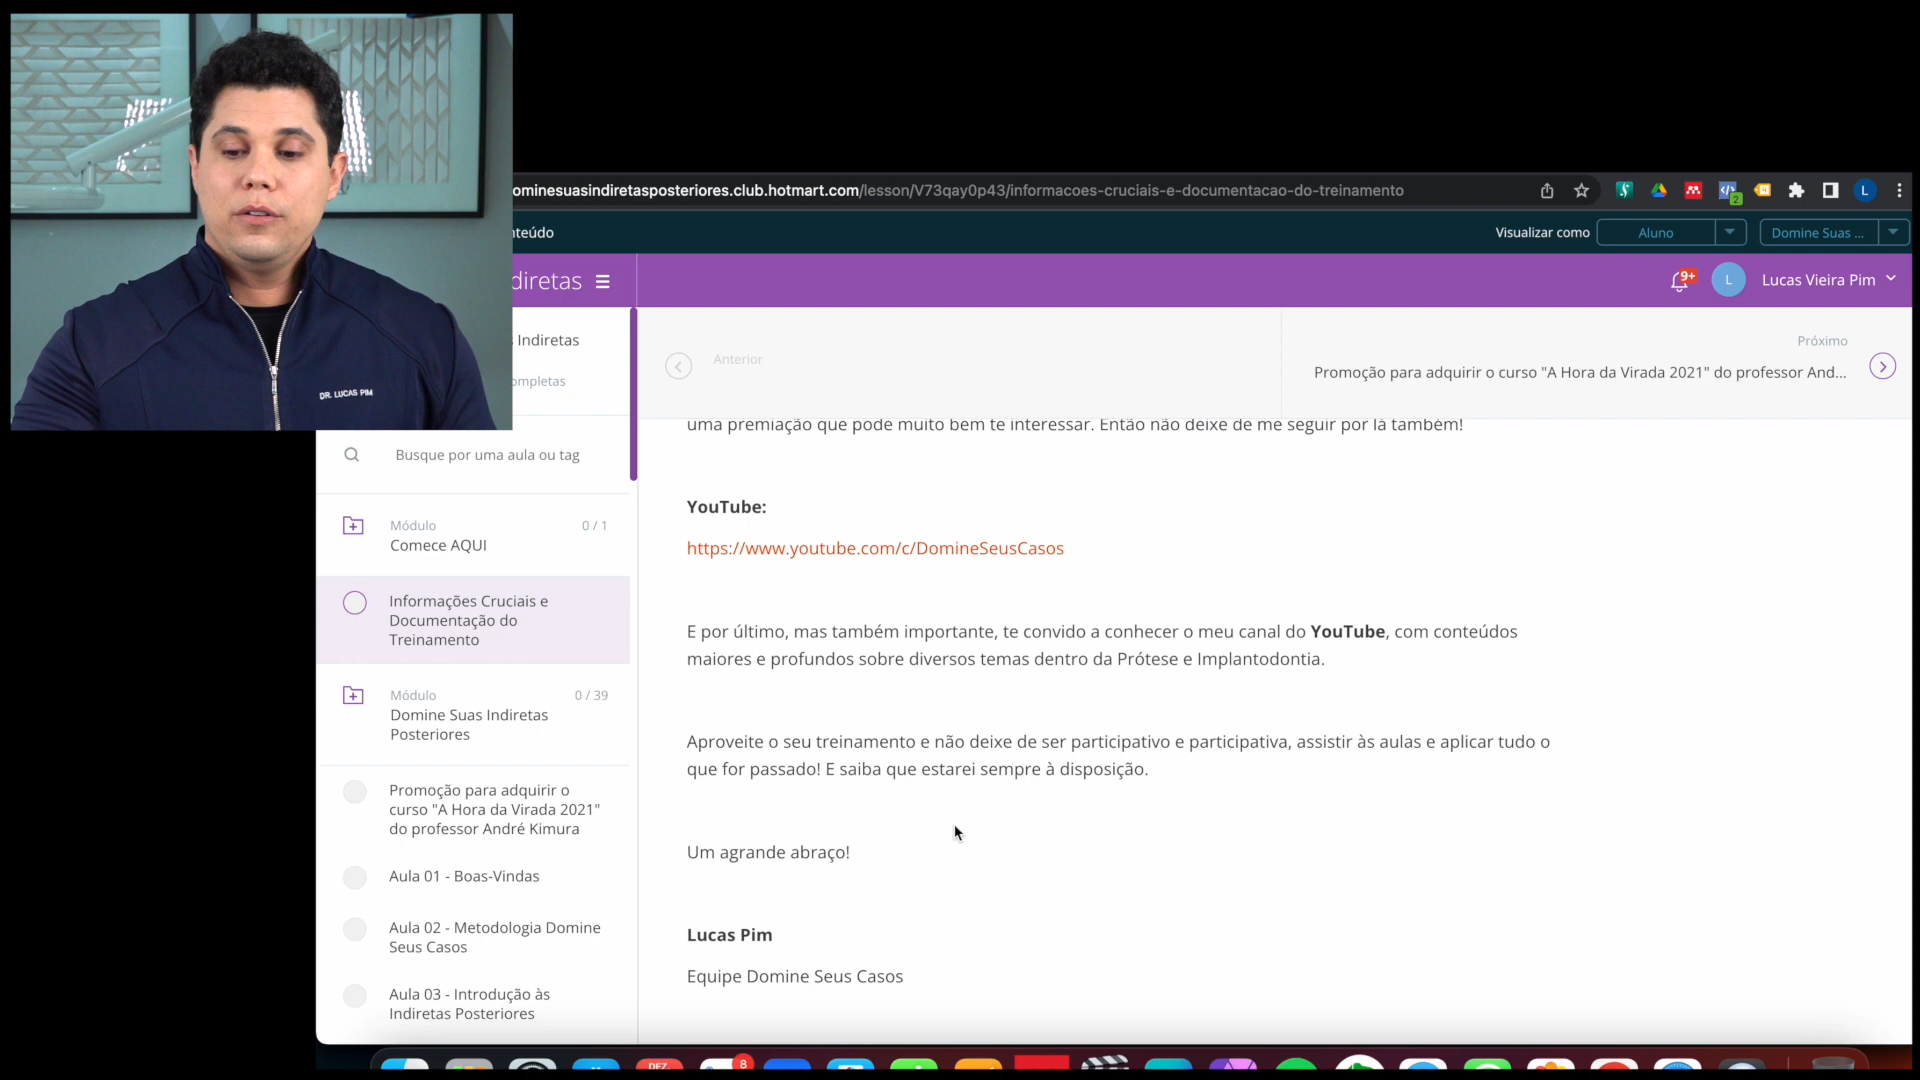 DR. LUCAS PIM
ominesuasindiretasposteriores.club.hotmart.com/lesson/V73qay0p43/informacoes-cruciais-e-documentacao-do-treinamento
2
L
nteúdo
Visualizar como
Aluno
Domine Suas ...
diretas
9+
L
Lucas Vieira Pim
Indiretas
ompletas
Anterior
Próximo
Promoção para adquirir o curso "A Hora da Virada 2021" do professor And...
Busque por uma aula ou tag
Módulo
0 / 1
Comece AQUI
Informações Cruciais e
Documentação do
Treinamento
Módulo
0 / 39
Domine Suas Indiretas
Posteriores
Promoção para adquirir o
curso "A Hora da Virada 2021"
do professor André Kimura
Aula 01 - Boas-Vindas
Aula 02 - Metodologia Domine
Seus Casos
Aula 03 - Introdução às
Indiretas Posteriores
uma premiação que pode muito bem te interessar. Então não deixe de me seguir por lá também!
YouTube:
https://www.youtube.com/c/DomineSeusCasos
E por último, mas também importante, te convido a conhecer o meu canal do YouTube, com conteúdos
maiores e profundos sobre diversos temas dentro da Prótese e Implantodontia.
Aproveite o seu treinamento e não deixe de ser participativo e participativa, assistir às aulas e aplicar tudo o
que for passado! E saiba que estarei sempre à disposição.
Um agrande abraço!
Lucas Pim
Equipe Domine Seus Casos
DEZ.
8